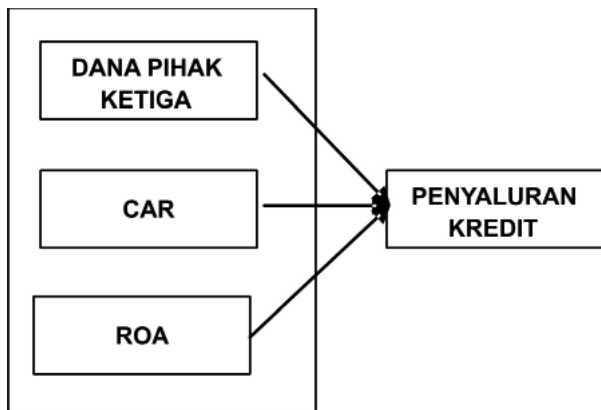 DANA PIHAK
KETIGA
CAR
PENYALURAN
KREDIT
ROA